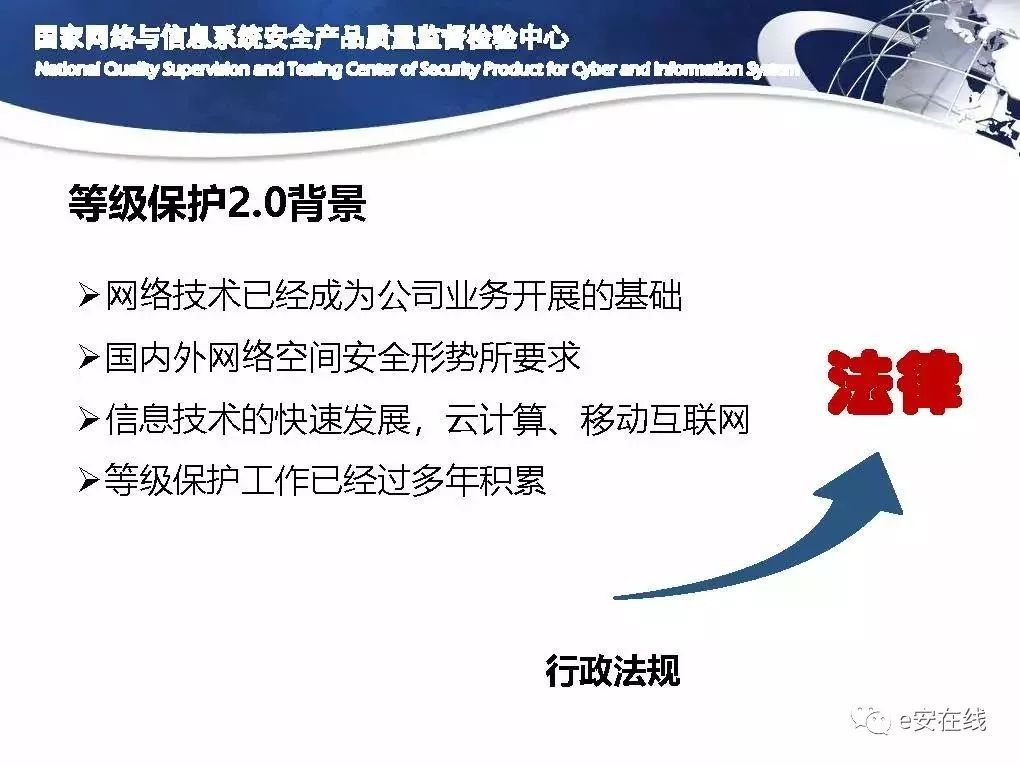 国家网络与信息系统安全产品质量监督检验中心
National Quality Supervision and Testing Center of Security Product for Cyber and Information System
等级保护2.0背景
➢网络技术已经成为公司业务开展的基础
➢国内外网络空间安全形势所要求
➢信息技术的快速发展，云计算、移动互联网
➢等级保护工作已经过多年积累
法律
行政法规
e安在线